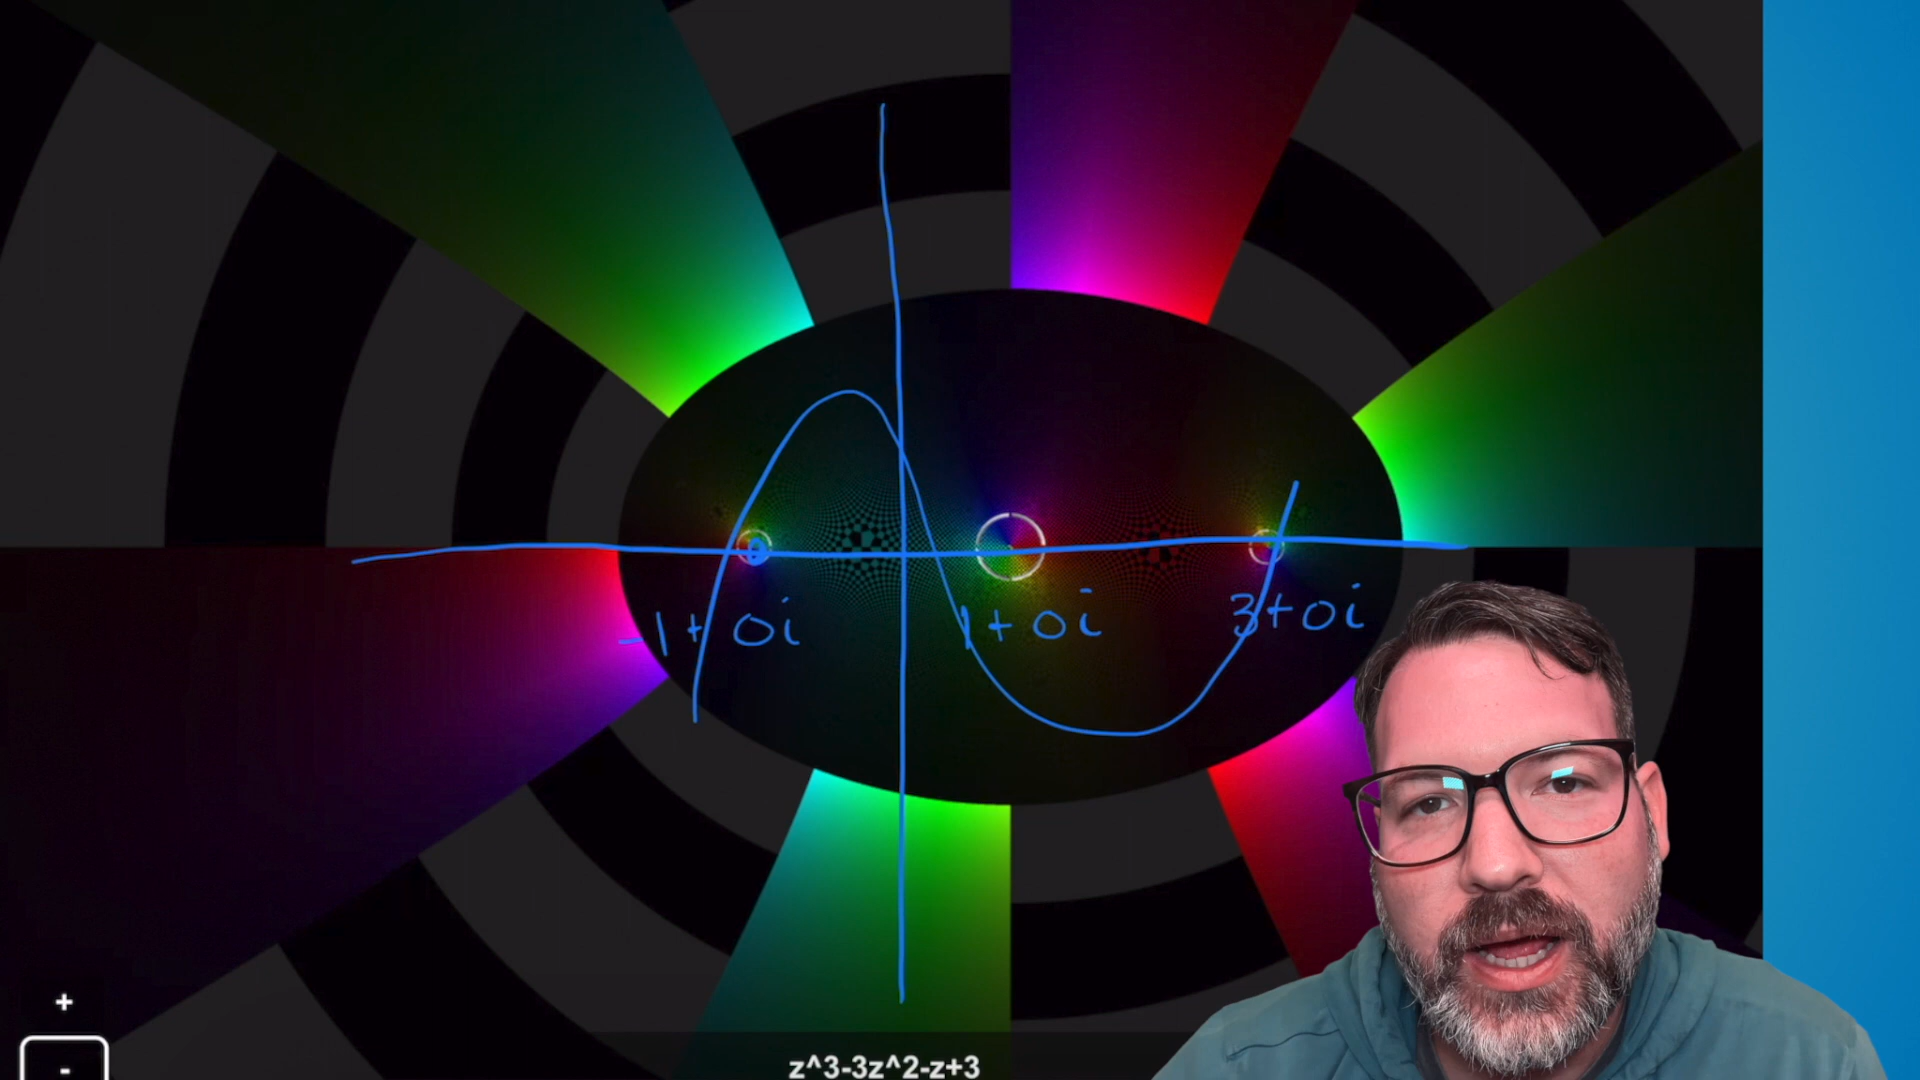 -1+ 0i 1+ 0i 3+0i
+
-
z^3-3z^2-z+3